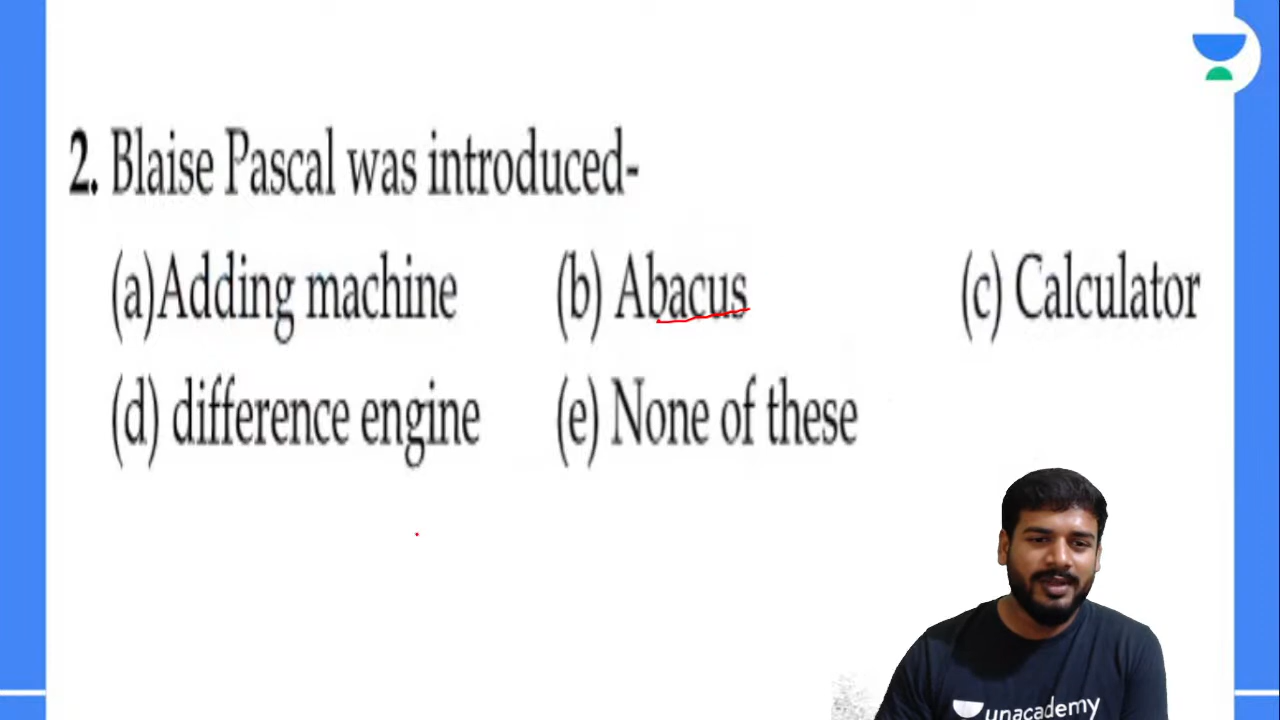 2. Blaise Pascal was introduced-
(a)Adding machine (b) Abacus (c) Calculator
(d) difference engine (e) None of these
unacademy